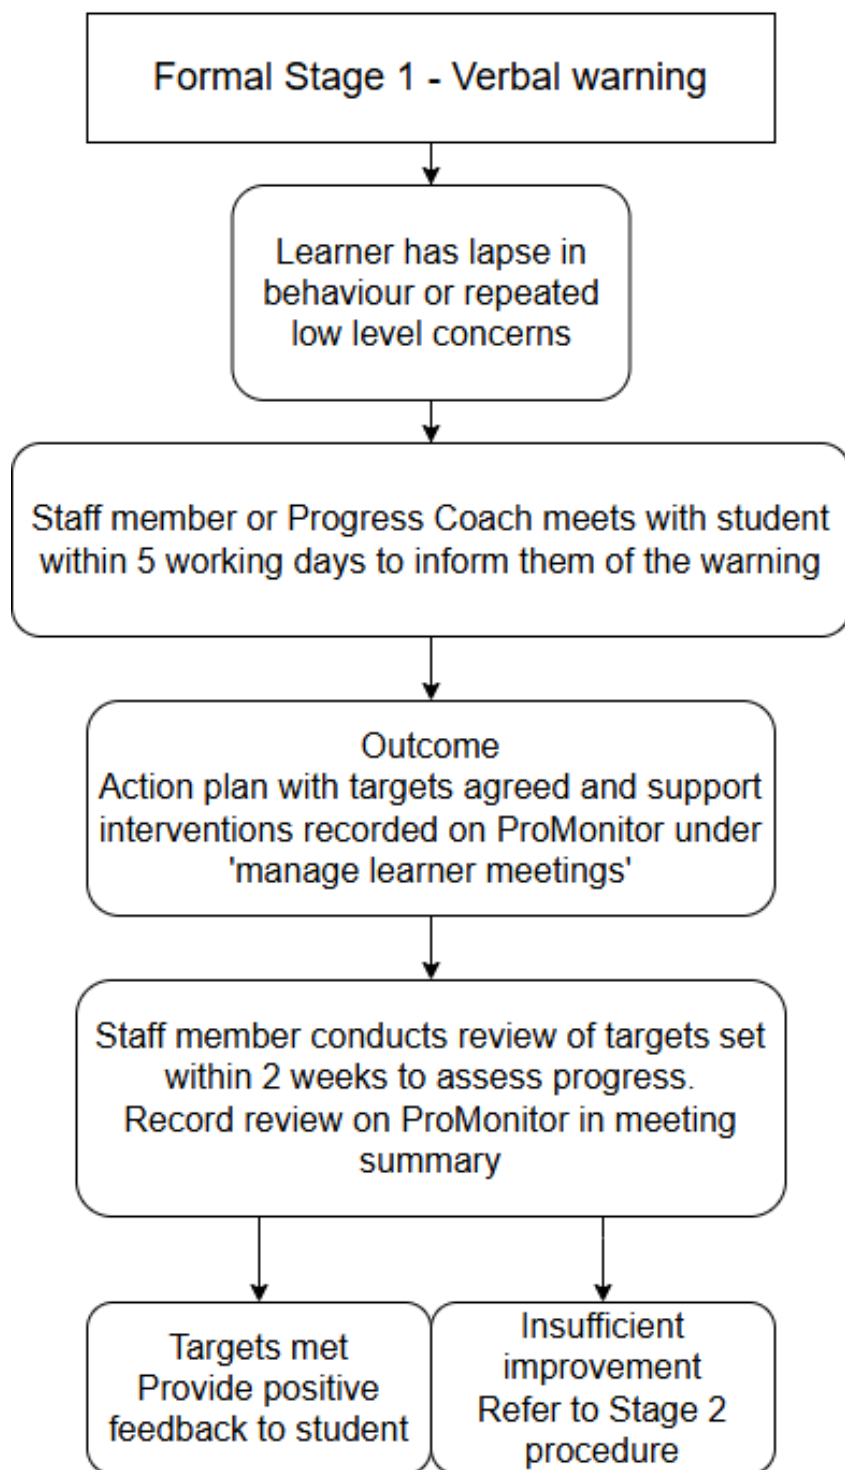 Formal Stage 1 - Verbal warning
Learner has lapse in
behaviour or repeated
low level concerns
Staff member or Progress Coach meets with student
within 5 working days to inform them of the warning
Outcome
Action plan with targets agreed and support
interventions recorded on ProMonitor under
'manage learner meetings'
Staff member conducts review of targets set
within 2 weeks to assess progress.
Record review on ProMonitor in meeting
summary
Targets met
Provide positive
feedback to student
Insufficient
improvement
Refer to Stage 2
procedure